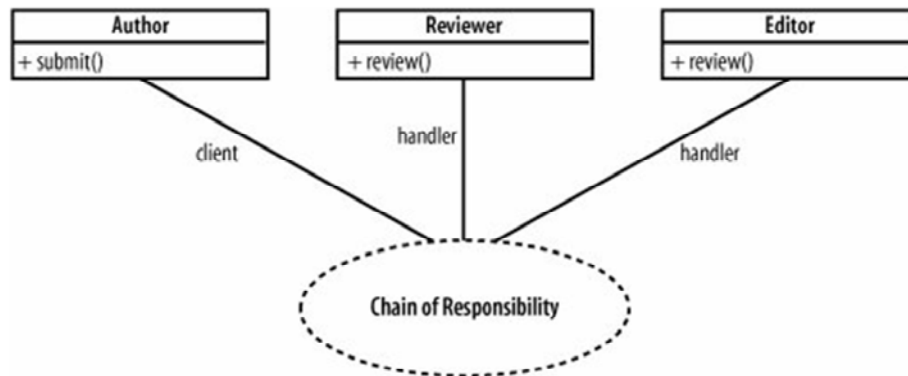 Author
+ submit()
Reviewer
+ review()
Editor
+ review()
client
handler
handler
Chain of Responsibility